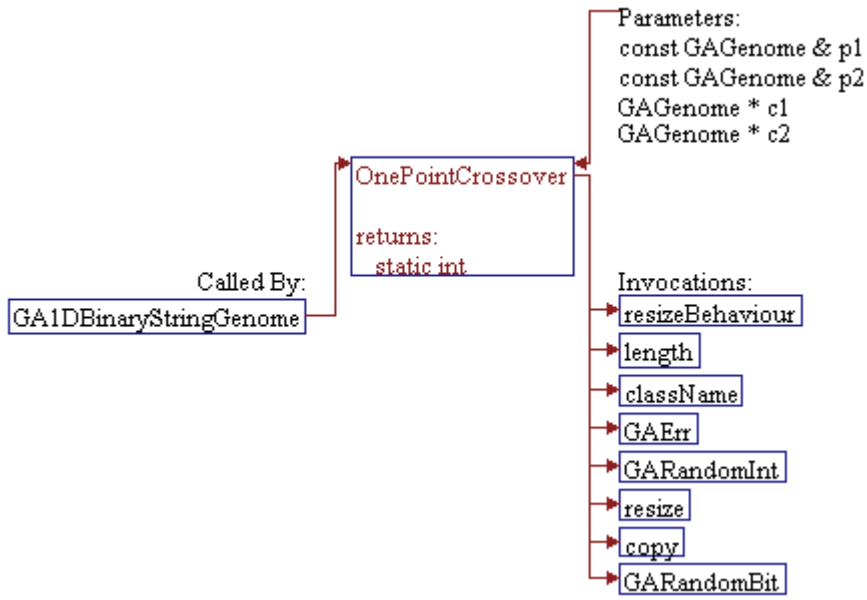 Parameters:
const GAGenome & p1
const GAGenome & p2
GAGenome * c1
GAGenome * c2
OnePointCrossover
returns:
static int
Called By:
GA1DBinaryStringGenome
Invocations:
resizeBehaviour
length
className
GAErr
GARandomInt
resize
copy
GARandomBit